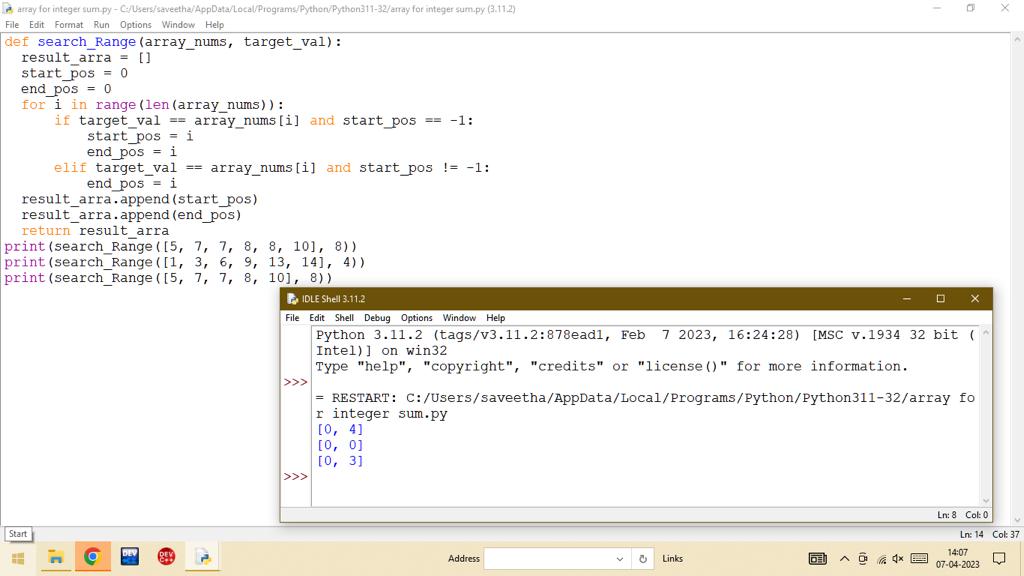 array for integer sum.py - C:/Users/saveetha/AppData/Local/Programs/Python/Python311-32/array for integer sum.py (3.11.2)
File Edit Format Run Options Window Help
def search_Range(array_nums, target_val):
  result_arra = []
  start_pos = 0
  end_pos = 0
  for i in range(len(array_nums)):
      if target_val == array_nums[i] and start_pos == -1:
          start_pos = i
          end_pos = i
      elif target_val == array_nums[i] and start_pos != -1:
          end_pos = i
  result_arra.append(start_pos)
  result_arra.append(end_pos)
  return result_arra
print(search_Range([5, 7, 7, 8, 8, 10], 8))
print(search_Range([1, 3, 6, 9, 13, 14], 4))
print(search_Range([5, 7, 7, 8, 10], 8))
IDLE Shell 3.11.2
File Edit Shell Debug Options Window Help
Python 3.11.2 (tags/v3.11.2:878ead1, Feb  7 2023, 16:24:28) [MSC v.1934 32 bit (
Intel)] on win32
Type "help", "copyright", "credits" or "license()" for more information.
>>>
= RESTART: C:/Users/saveetha/AppData/Local/Programs/Python/Python311-32/array fo
r integer sum.py
[0, 4]
[0, 0]
[0, 3]
>>>
Ln: 8 Col: 0
Start
Ln: 14 Col: 37
DEV
DEV
C++
Address
Links
14:07
07-04-2023